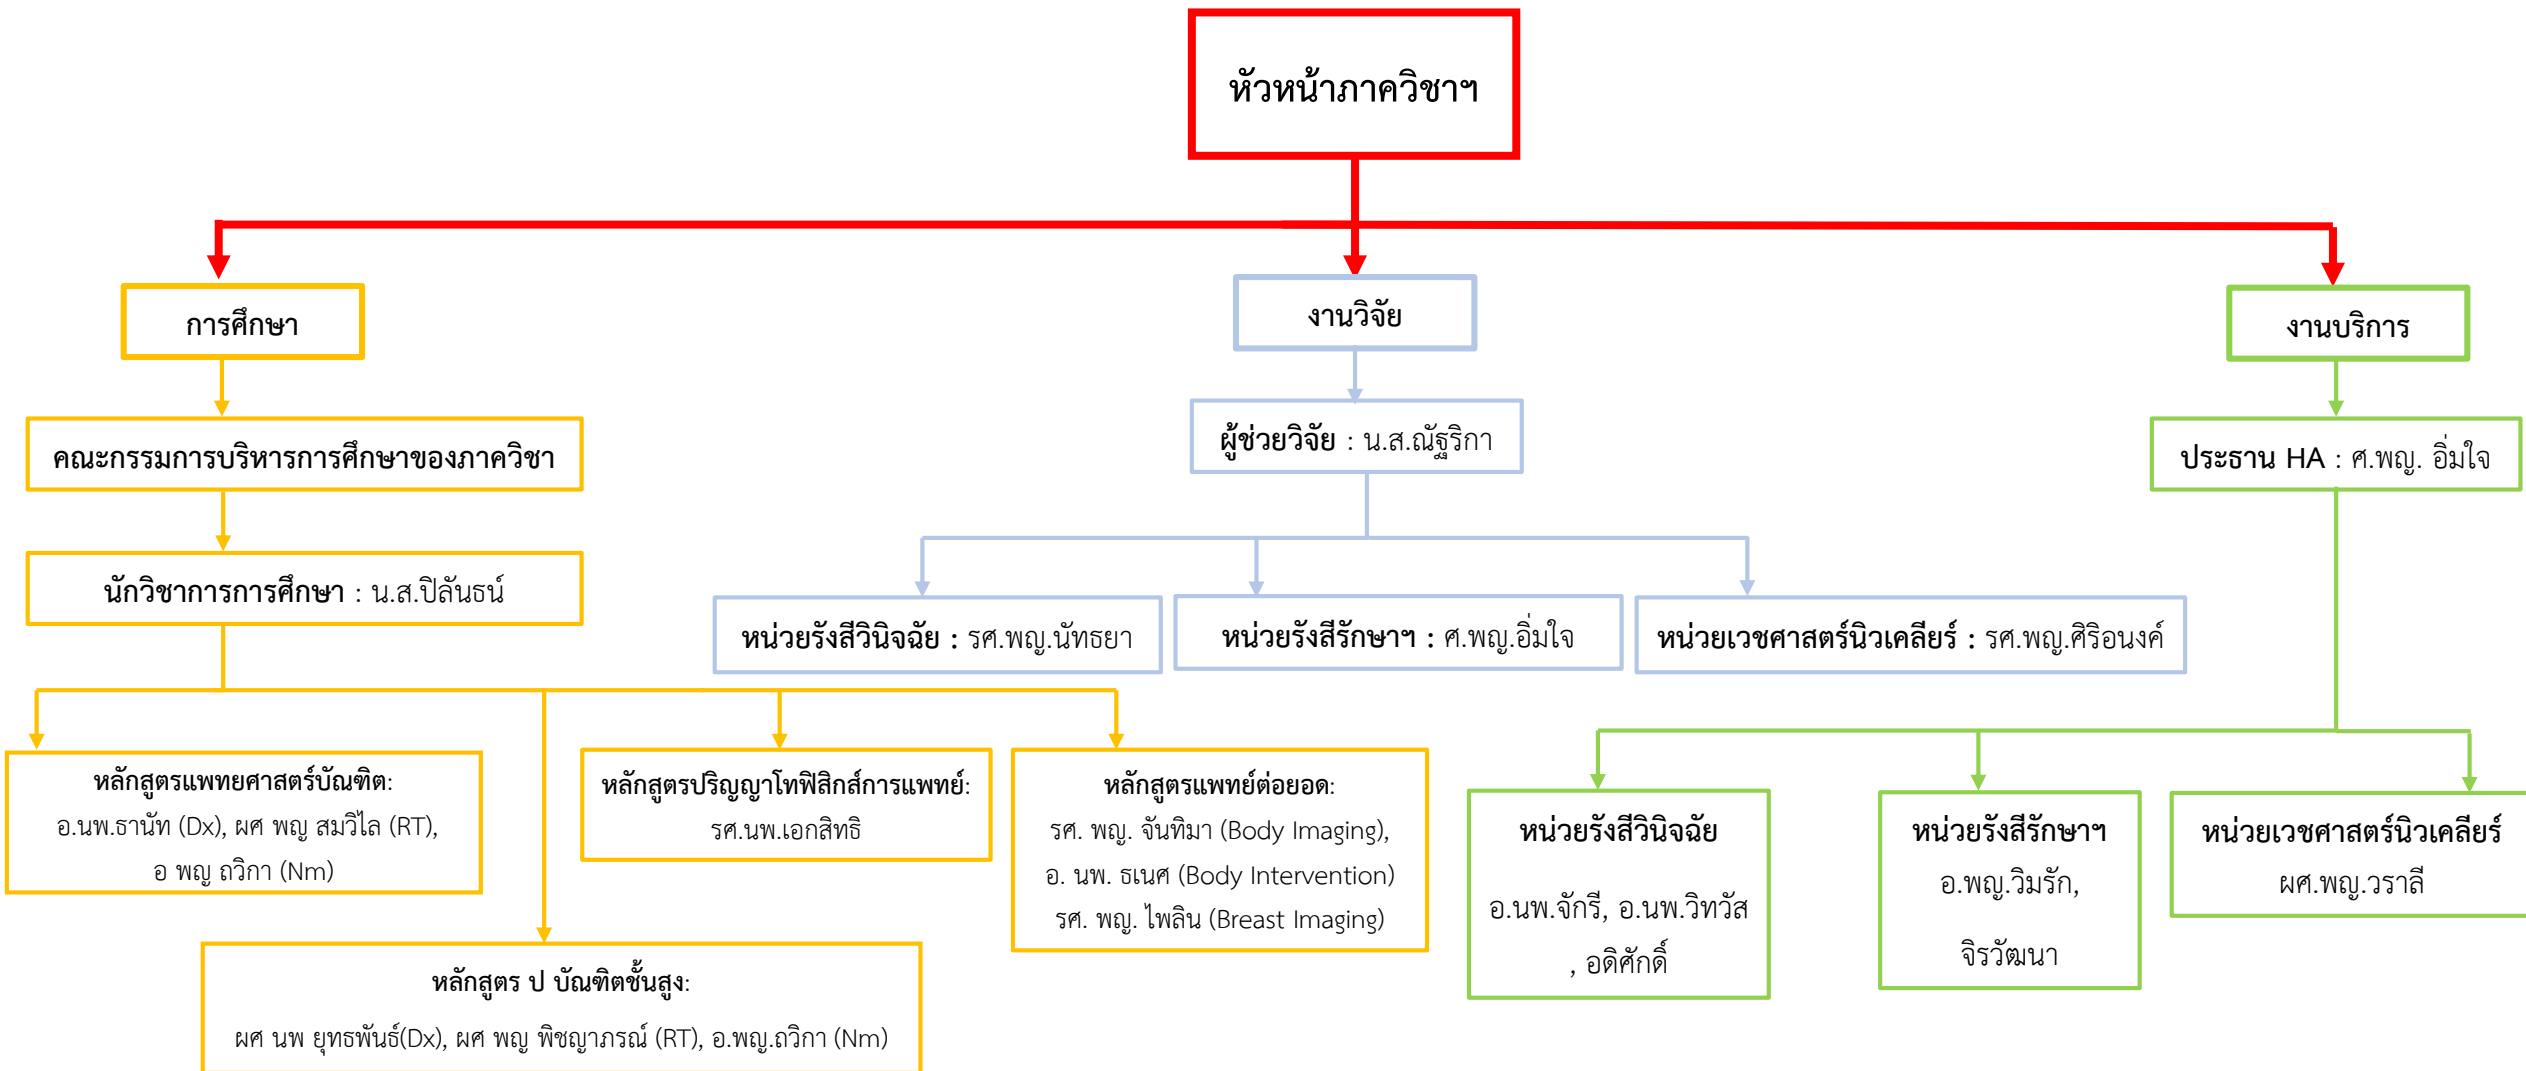 หัวหน้าภาควิชาฯ
การศึกษา
งานวิจัย
งานบริการ
คณะกรรมการบริหารการศึกษาของภาควิชา
ผู้ช่วยวิจัย : น.ส.ณัฐริกา
ประธาน HA : ศ.พญ. อิ่มใจ
นักวิชาการการศึกษา : น.ส.ปิลันธน์
หน่วยรังสีวินิจฉัย : รศ.พญ.นัทธยา
หน่วยรังสีรักษาฯ : ศ.พญ.อิ่มใจ
หน่วยเวชศาสตร์นิวเคลียร์ : รศ.พญ.ศิริอนงค์
หลักสูตรแพทยศาสตร์บัณฑิต:
อ.นพ.ธานัท (Dx), ผศ พญ สมวิไล (RT),
อ พญ ถวิกา (Nm)
หลักสูตรปริญญาโทฟิสิกส์การแพทย์:
รศ.นพ.เอกสิทธิ
หลักสูตรแพทย์ต่อยอด:
รศ. พญ. จันทิมา (Body Imaging),
อ. นพ. ธเนศ (Body Intervention)
รศ. พญ. ไพลิน (Breast Imaging)
หลักสูตร ป บัณฑิตชั้นสูง:
ผศ นพ ยุทธพันธ์(Dx), ผศ พญ พิชญาภรณ์ (RT), อ.พญ.ถวิกา (Nm)
หน่วยรังสีวินิจฉัย
อ.นพ.จักรี, อ.นพ.วิทวัส
, อดิศักดิ์
หน่วยรังสีรักษาฯ
อ.พญ.วิมรัก,
จิรวัฒนา
หน่วยเวชศาสตร์นิวเคลียร์
ผศ.พญ.วราลี